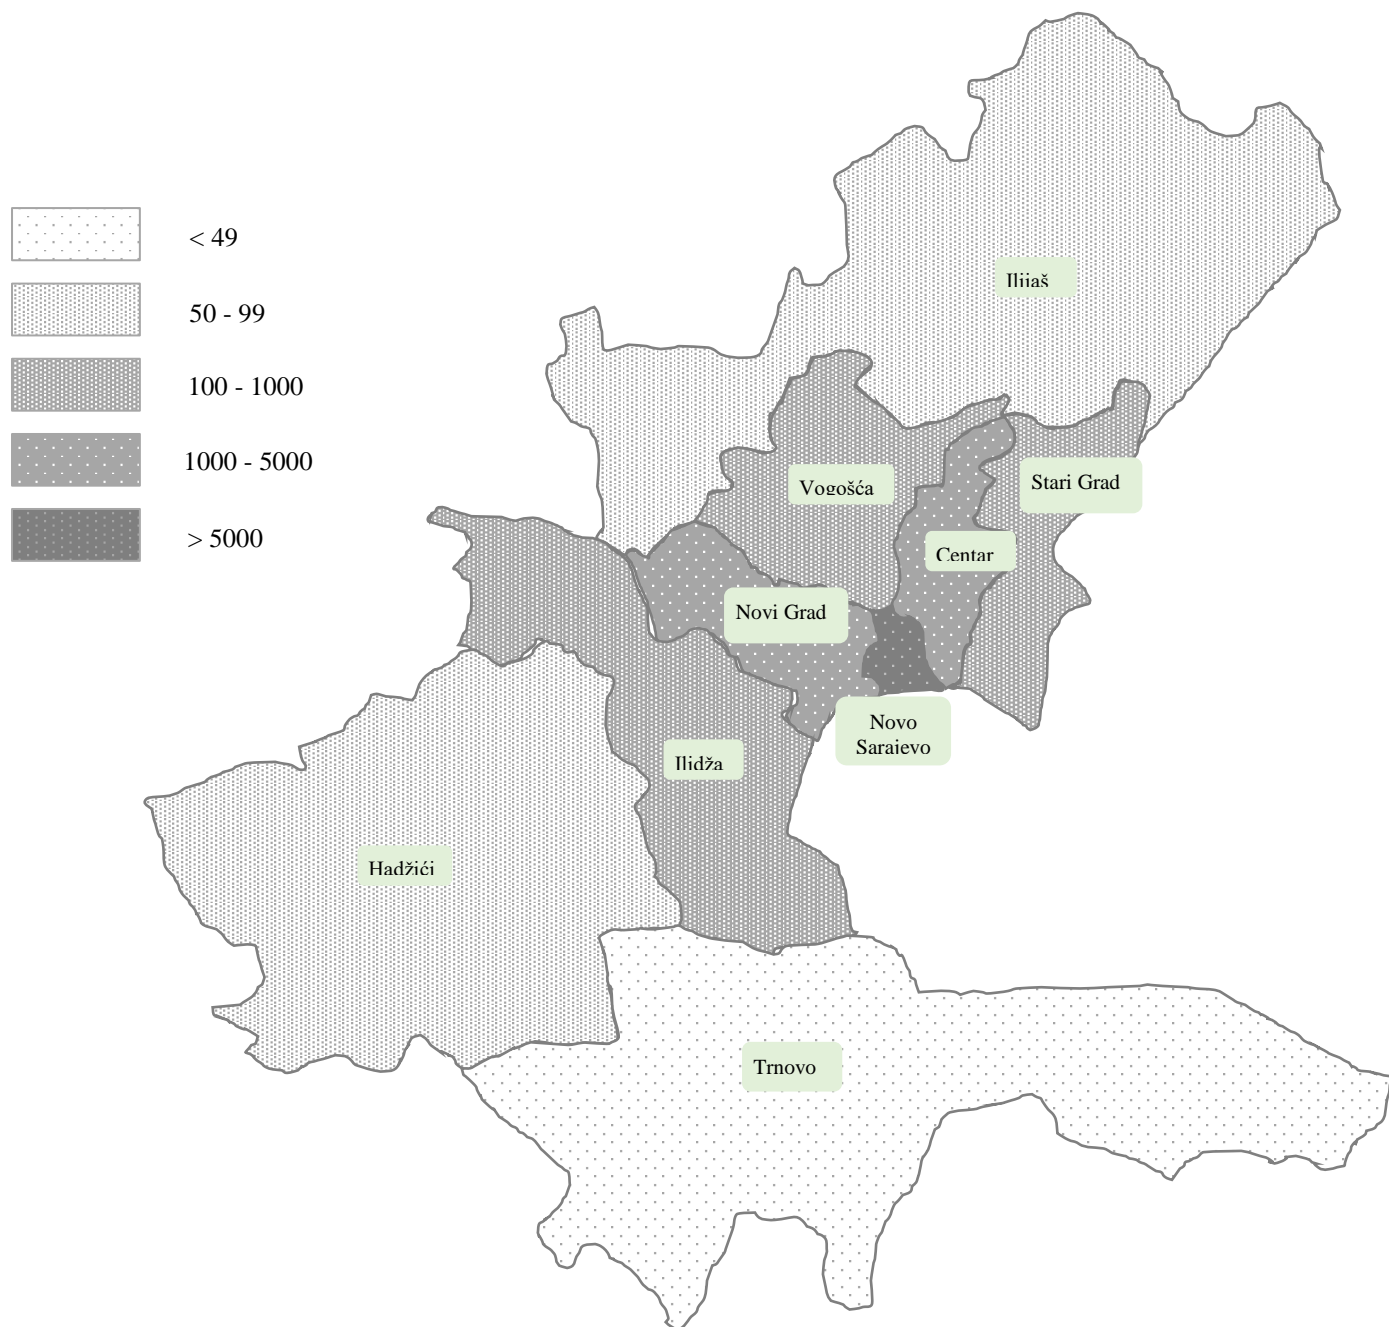 < 49
50 - 99
100 - 1000
1000 - 5000
> 5000
Ilijaš
Vogošća
Stari Grad
Centar
Novi Grad
Novo
Sarajevo
Ilidža
Hadžići
Trnovo